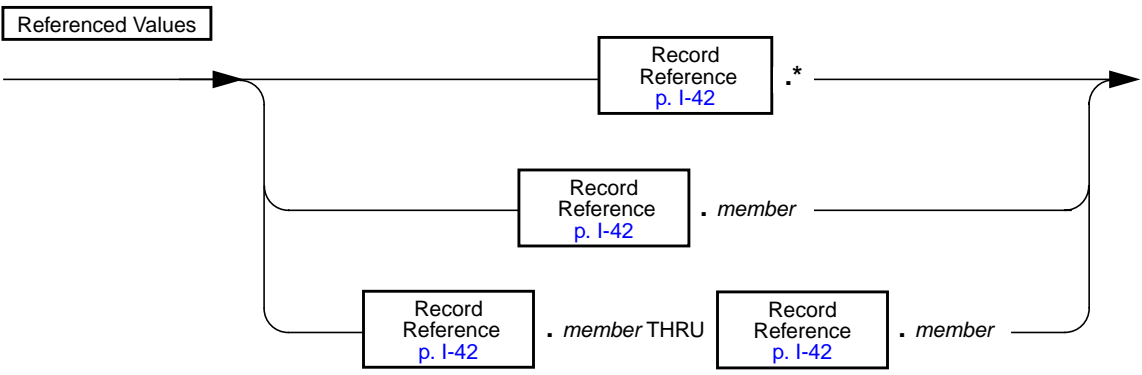 Referenced Values
Record
Reference
p. I-42
.*
Record
Reference
p. I-42
. member
Record
Reference
p. I-42
. member THRU
Record
Reference
p. I-42
. member